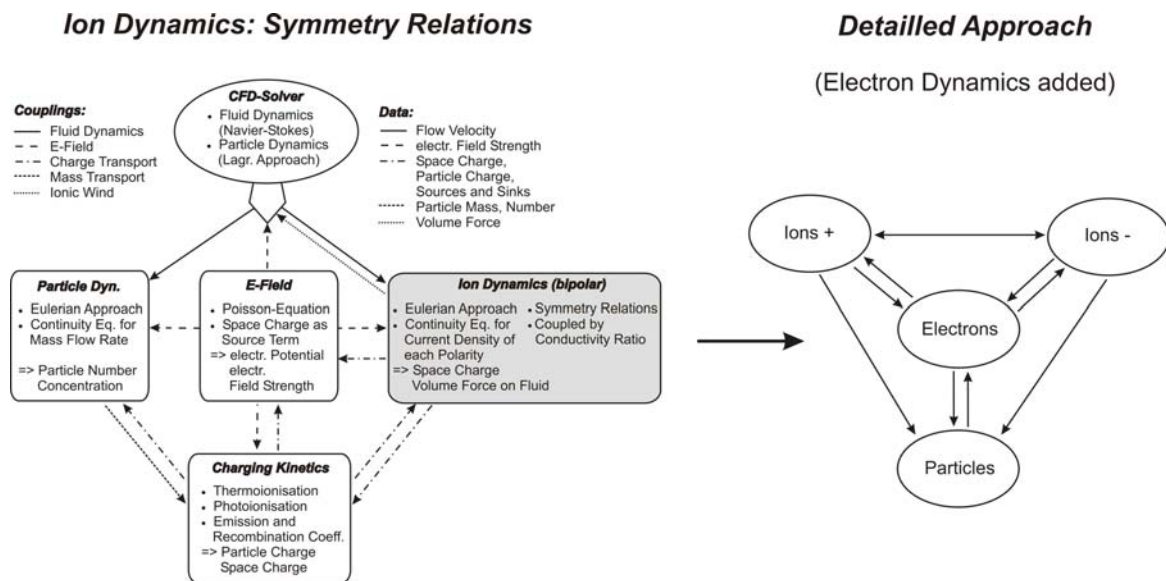 Ion Dynamics: Symmetry Relations
Detailled Approach
(Electron Dynamics added)
Couplings:
Fluid Dynamics
E-Field
Charge Transport
Mass Transport
Ionic Wind
CFD-Solver
• Fluid Dynamics
(Navier-Stokes)
• Particle Dynamics
(Lagr. Approach)
Data:
Flow Velocity
electr. Field Strength
Space Charge,
Particle Charge,
Sources and Sinks
Particle Mass, Number
Volume Force
Particle Dyn.
• Eulerian Approach
• Continuity Eq. for
Mass Flow Rate
=> Particle Number
Concentration
E-Field
• Poisson-Equation
• Space Charge as
Source Term
=> electr. Potential
electr.
Field Strength
Ion Dynamics (bipolar)
• Eulerian Approach
• Continuity Eq. for
Current Density of
each Polarity
=> Space Charge
Volume Force on Fluid
• Symmetry Relations
• Coupled by
Conductivity Ratio
Charging Kinetics
• Thermoionisation
• Photoionisation
• Emission and
Recombination Coeff.
=> Particle Charge
Space Charge
Ions +
Ions -
Electrons
Particles